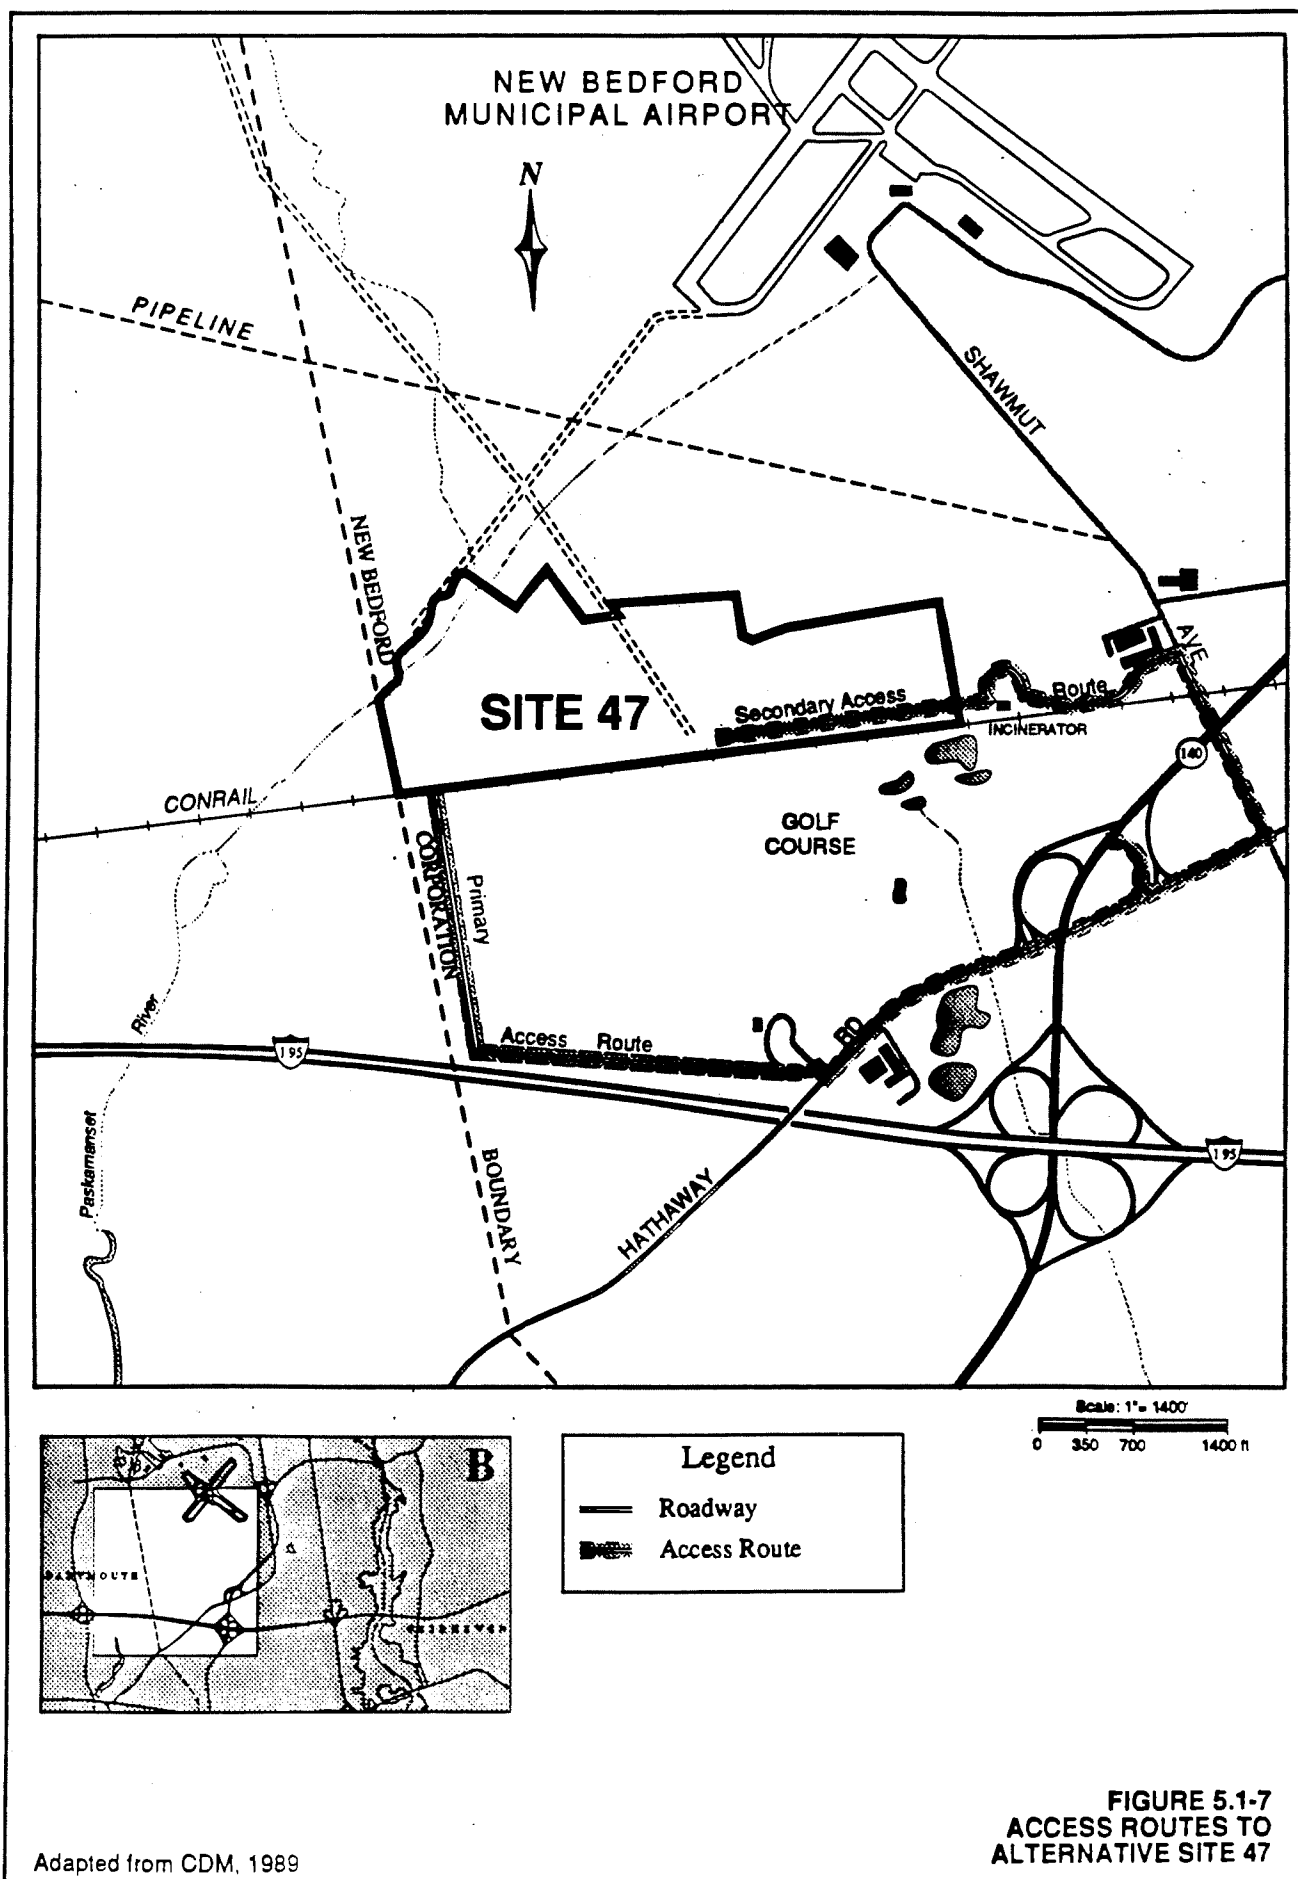 NEW BEDFORD
MUNICIPAL AIRPORT
N
PIPELINE
SHAWMUT
AVE
NEW BEDFORD
SITE 47
Secondary Access
Route
INCINERATOR
140
CONRAIL
GOLF
COURSE
CORPORATION
Primary
River
195
Access Route
RD
Paskamanset
BOUNDARY
HATHAWAY
195
Scale: 1"= 1400'
0 350 700 1400 ft
B
DARTMOUTH
Legend
Roadway
Access Route
FIGURE 5.1-7
ACCESS ROUTES TO
ALTERNATIVE SITE 47
Adapted from CDM, 1989